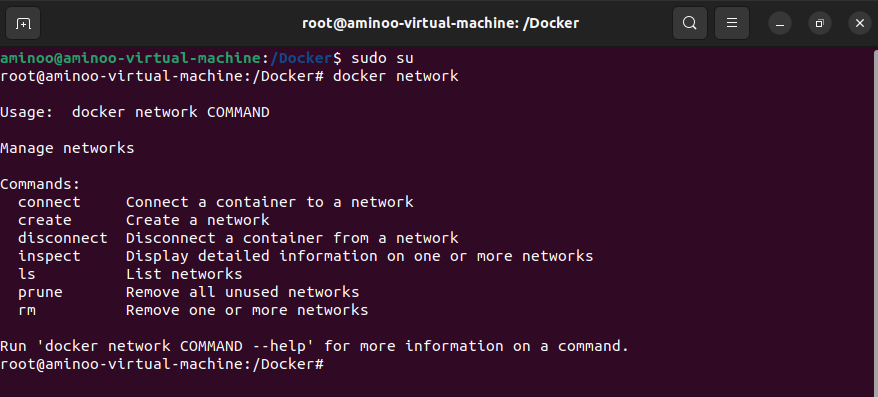 root@aminoo-virtual-machine: /Docker
aminoo@aminoo-virtual-machine:/Docker$ sudo su
root@aminoo-virtual-machine:/Docker# docker network
Usage:  docker network COMMAND
Manage networks
Commands:
  connect     Connect a container to a network
  create      Create a network
  disconnect  Disconnect a container from a network
  inspect     Display detailed information on one or more networks
  ls          List networks
  prune       Remove all unused networks
  rm          Remove one or more networks
Run 'docker network COMMAND --help' for more information on a command.
root@aminoo-virtual-machine:/Docker#